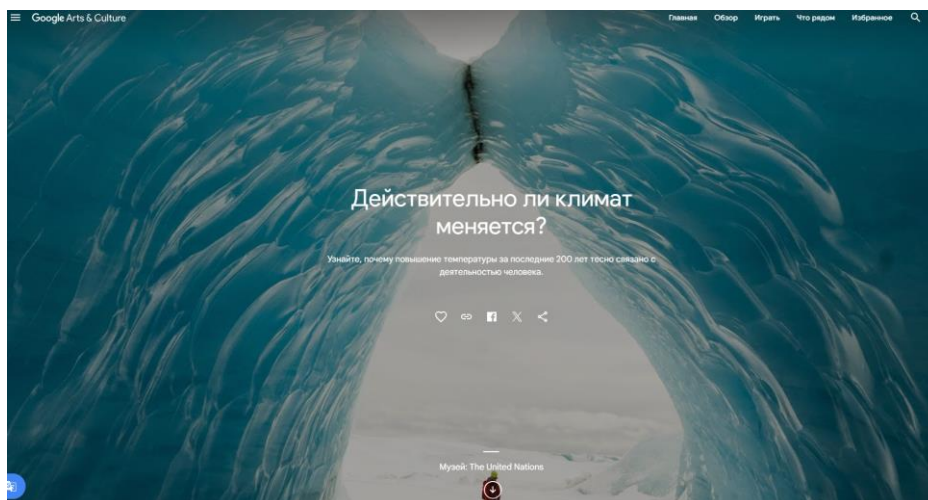 Google Arts & Culture
Главная Обзор Играть Что рядом Избранное
Действительно ли климат
меняется?
Узнайте, почему повышение температуры за последние 200 лет тесно связано с
деятельностью человека.
Музей: The United Nations